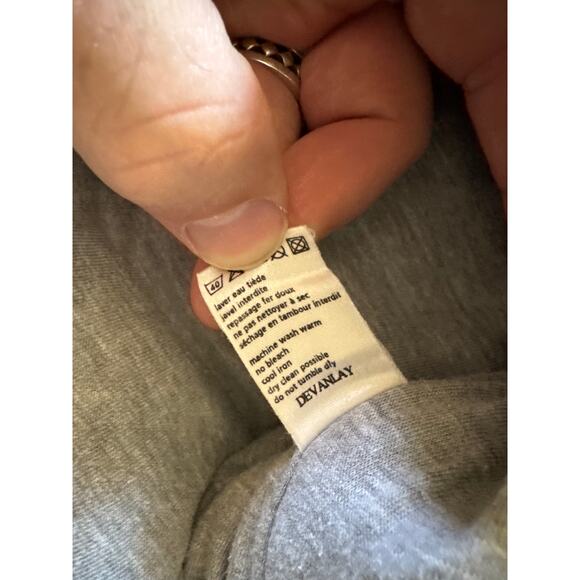 40
laver eau tiède
javel interdite
repassage fer doux
ne pas nettoyer à sec
séchage en tambour interdit
machine wash warm
no bleach
cool iron
dry clean possible
do not tumble dly
DEVANLAY